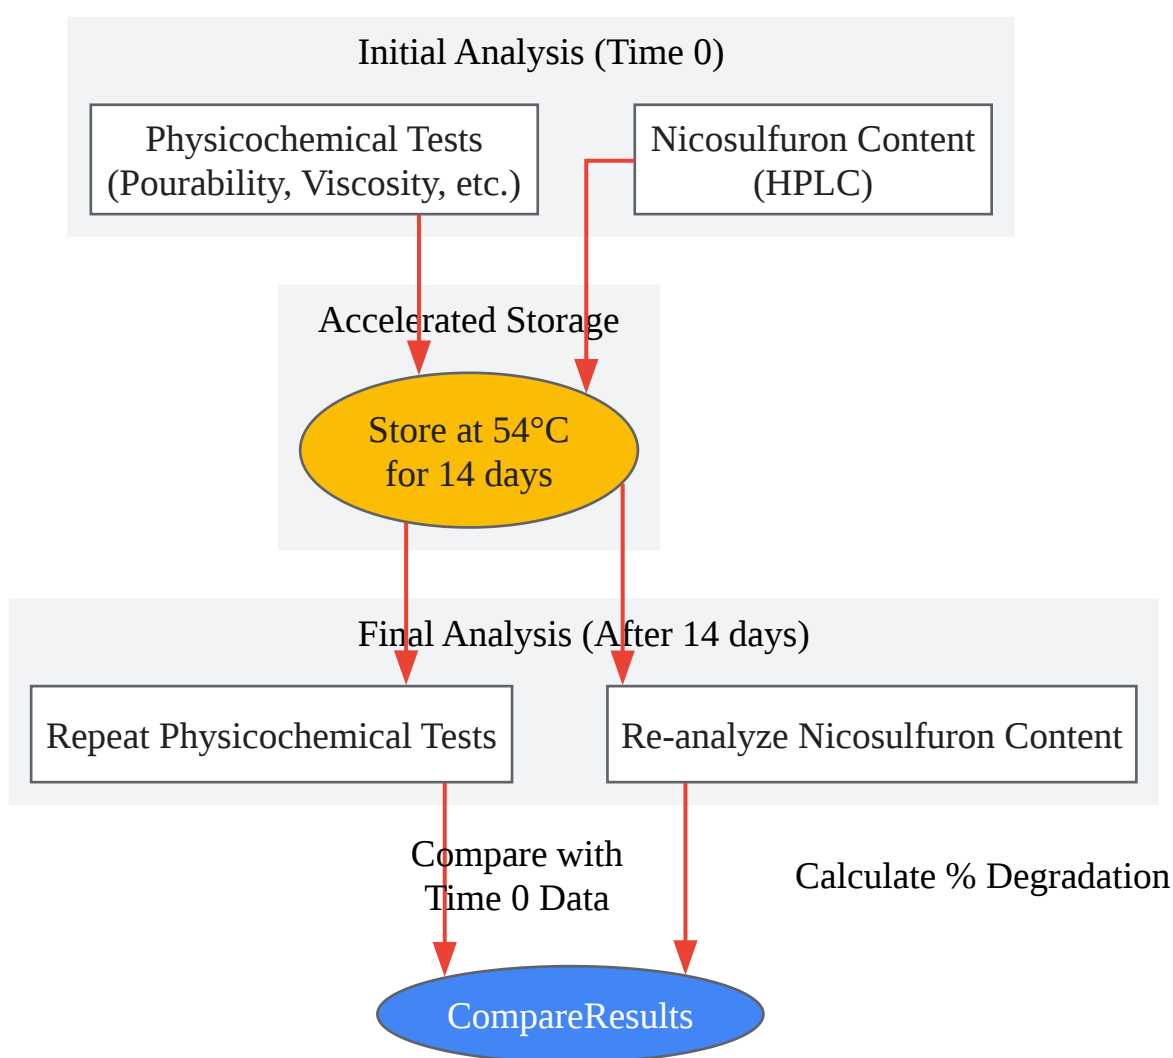 Initial Analysis (Time 0)
Physicochemical Tests
(Pourability, Viscosity, etc.)
Nicosulfuron Content
(HPLC)
Accelerated Storage
Store at 54°C
for 14 days
Final Analysis (After 14 days)
Repeat Physicochemical Tests
Re-analyze Nicosulfuron Content
Compare with
Time 0 Data
Calculate % Degradation
CompareResults